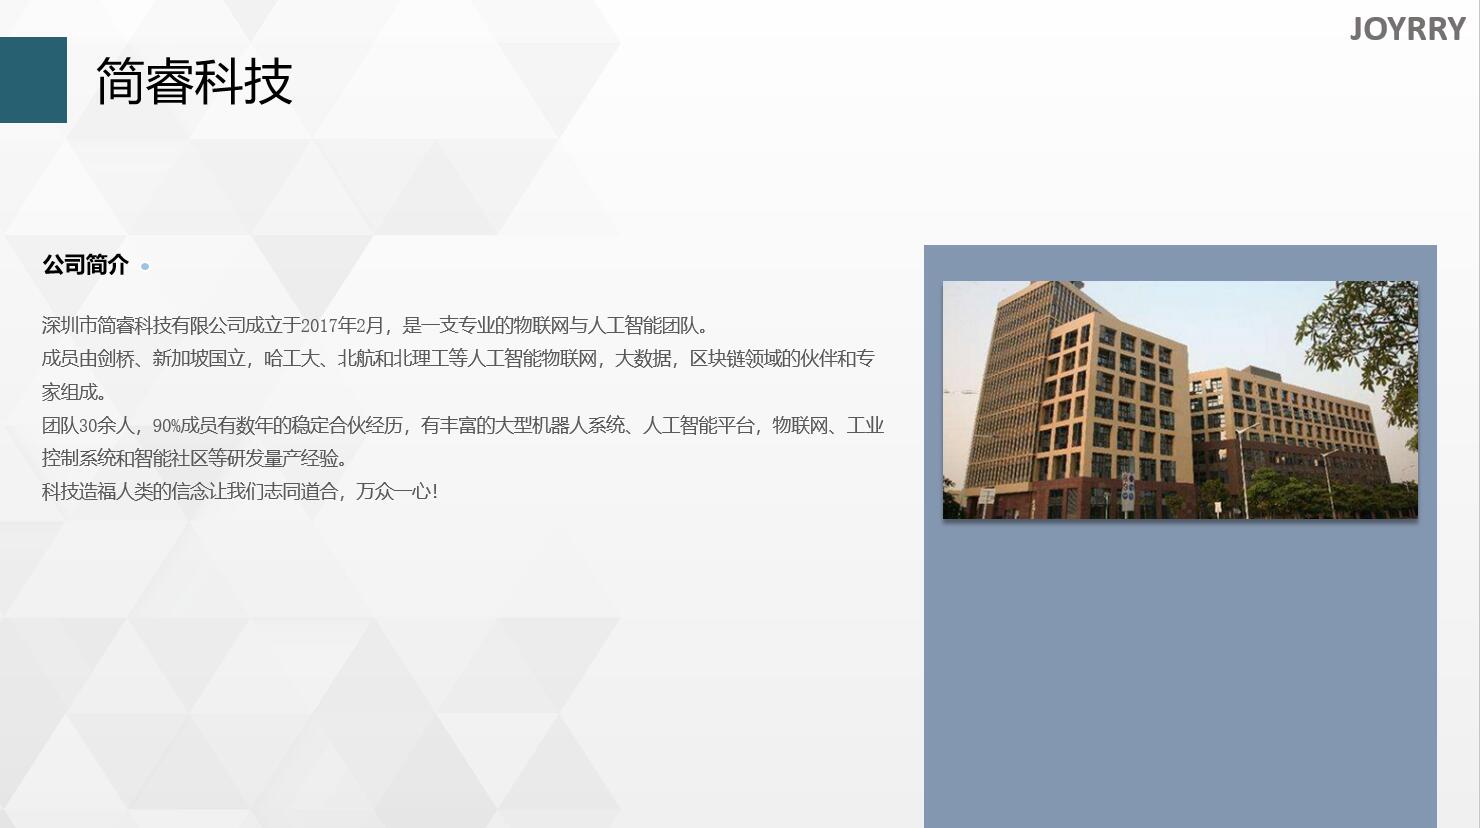 JOYRRY
简睿科技
公司简介
深圳市简睿科技有限公司成立于2017年2月，是一支专业的物联网与人工智能团队。
成员由剑桥、新加坡国立，哈工大、北航和北理工等人工智能物联网，大数据，区块链领域的伙伴和专
家组成。
团队30余人，90%成员有数年的稳定合伙经历，有丰富的大型机器人系统、人工智能平台，物联网、工业
控制系统和智能社区等研发量产经验。
科技造福人类的信念让我们志同道合，万众一心！